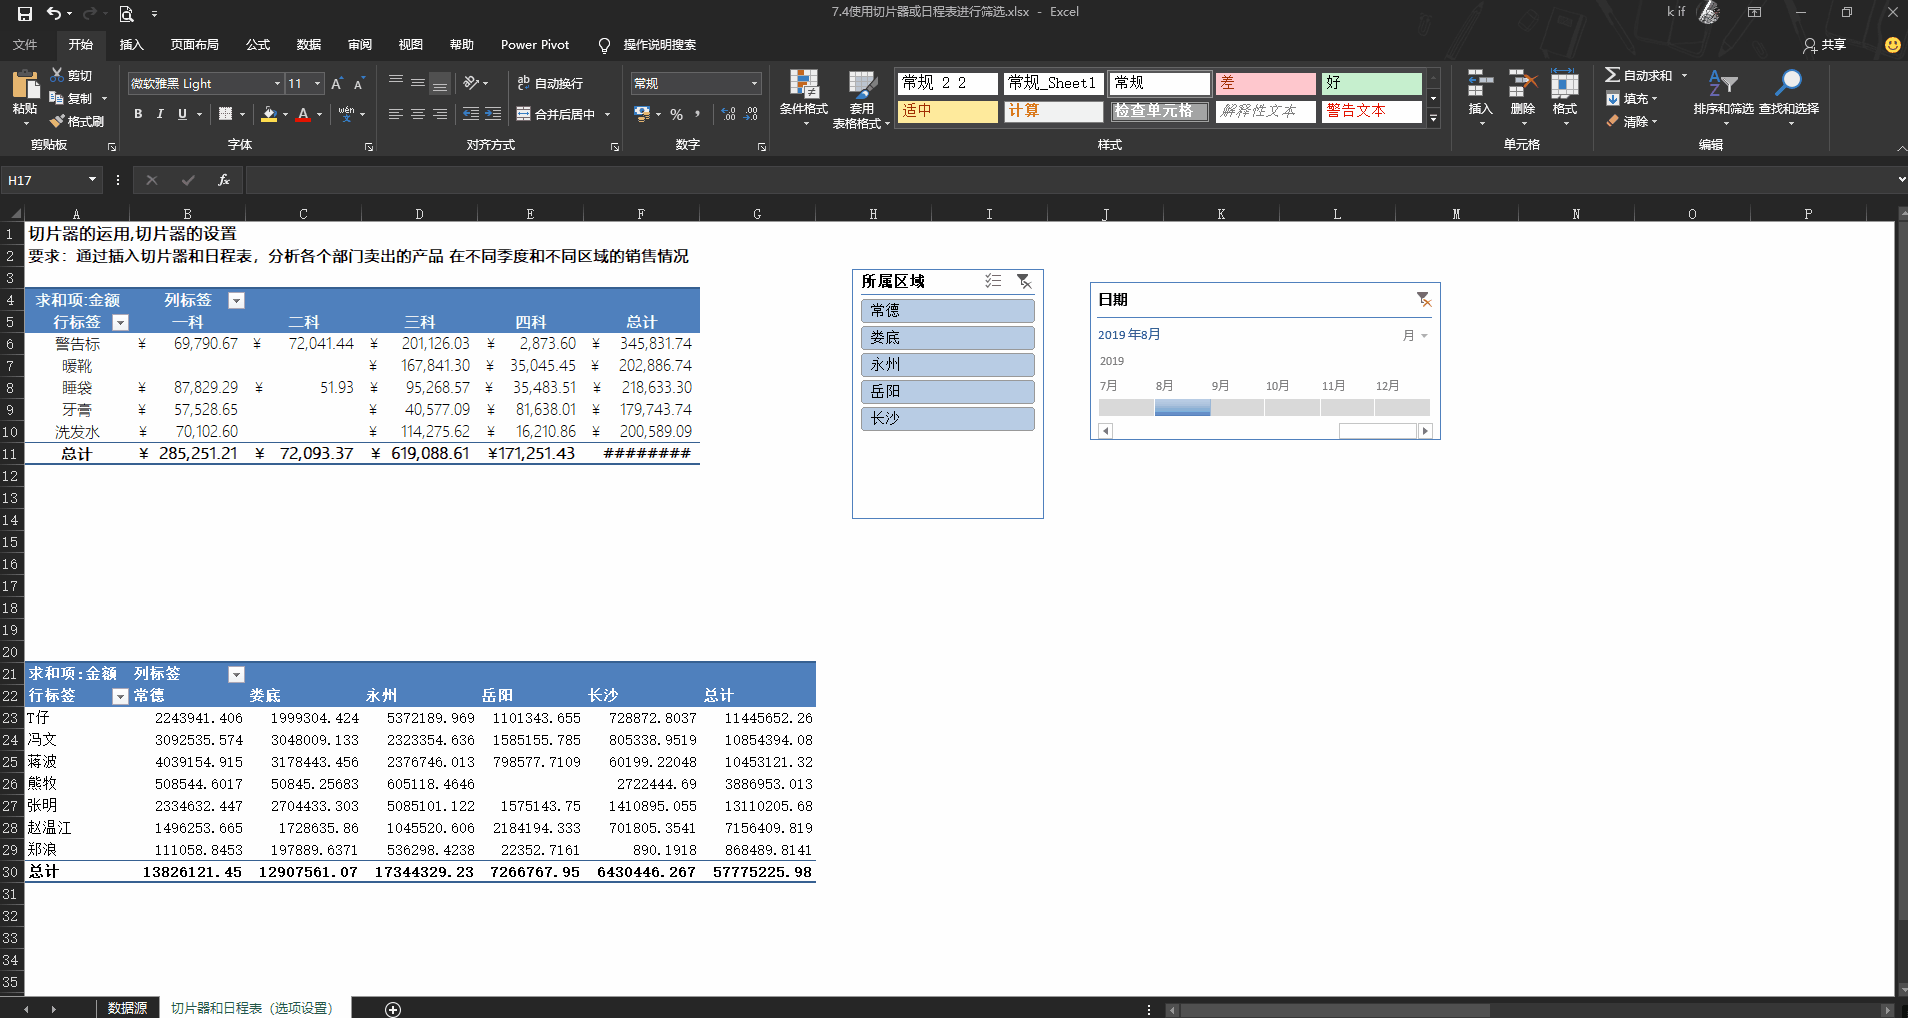 7.4使用切片器或日程表进行筛选.xlsx - Excel
k if
文件 开始 插入 页面布局 公式 数据 审阅 视图 帮助 Power Pivot 操作说明搜索 共享
粘贴 剪切 复制 格式刷 剪贴板
微软雅黑 Light 11 B I U A wén 文 字体
ab 自动换行 合并后居中 对齐方式
常规 % , 数字
条件格式 套用 表格格式
常规 2 2 常规_Sheet1 常规 差 好
适中 计算 检查单元格 解释性文本 警告文本
样式
插入 删除 格式 单元格
自动求和 填充 清除 排序和筛选 查找和选择 编辑
H17 fx
A B C D E F G H I J K L M N O P
1 切片器的运用,切片器的设置
2 要求：通过插入切片器和日程表，分析各个部门卖出的产品 在不同季度和不同区域的销售情况
3
4 求和项:金额 列标签
5 行标签 一科 二科 三科 四科 总计
6 警告标 ¥ 69,790.67 ¥ 72,041.44 ¥ 201,126.03 ¥ 2,873.60 ¥ 345,831.74
7 暖靴 ¥ 167,841.30 ¥ 35,045.45 ¥ 202,886.74
8 睡袋 ¥ 87,829.29 ¥ 51.93 ¥ 95,268.57 ¥ 35,483.51 ¥ 218,633.30
9 牙膏 ¥ 57,528.65 ¥ 40,577.09 ¥ 81,638.01 ¥ 179,743.74
10 洗发水 ¥ 70,102.60 ¥ 114,275.62 ¥ 16,210.86 ¥ 200,589.09
11 总计 ¥ 285,251.21 ¥ 72,093.37 ¥ 619,088.61 ¥171,251.43 ########
所属区域
常德
娄底
永州
岳阳
长沙
日期
2019 年8月 月
2019
7月 8月 9月 10月 11月 12月
12
13
14
15
16
17
18
19
20
21 求和项:金额 列标签
22 行标签 常德 娄底 永州 岳阳 长沙 总计
23 T仔 2243941.406 1999304.424 5372189.969 1101343.655 728872.8037 11445652.26
24 冯文 3092535.574 3048009.133 2323354.636 1585155.785 805338.9519 10854394.08
25 蒋波 4039154.915 3178443.456 2376746.013 798577.7109 60199.22048 10453121.32
26 熊牧 508544.6017 50845.25683 605118.4646 2722444.69 3886953.013
27 张明 2334632.447 2704433.303 5085101.122 1575143.75 1410895.055 13110205.68
28 赵温江 1496253.665 1728635.86 1045520.606 2184194.333 701805.3541 7156409.819
29 郑浪 111058.8453 197889.6371 536298.4238 22352.7161 890.1918 868489.8141
30 总计 13826121.45 12907561.07 17344329.23 7266767.95 6430446.267 57775225.98
31
32
33
34
35
数据源 切片器和日程表（选项设置）